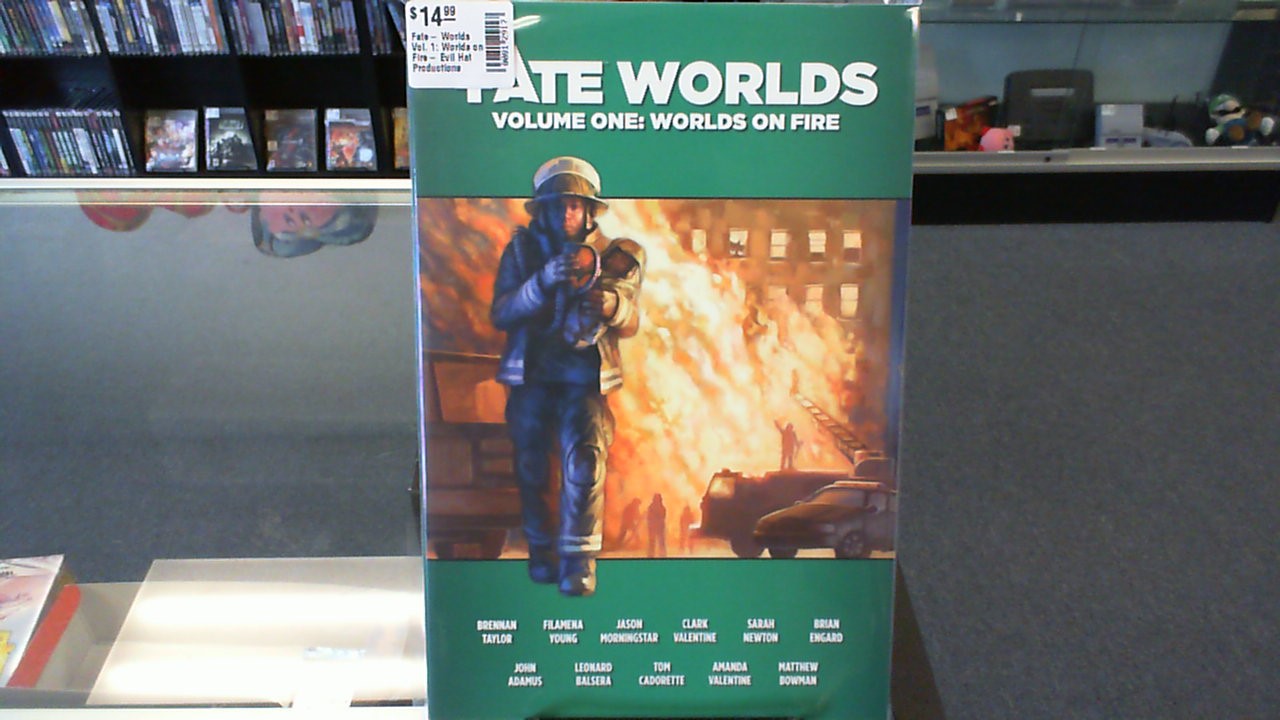 $14.99
Fate - Worlds
Vol. 1: Worlds on
Fire - Evil Hat
Productions
FATE WORLDS
VOLUME ONE: WORLDS ON FIRE
BRENNAN TAYLOR
FILAMENA YOUNG
JASON MORNINGSTAR
CLARK VALENTINE
SARAH NEWTON
BRIAN ENGARD
JOHN ADAMUS
LEONARD BALSERA
TOM CADORETTE
AMANDA VALENTINE
MATTHEW BOWMAN